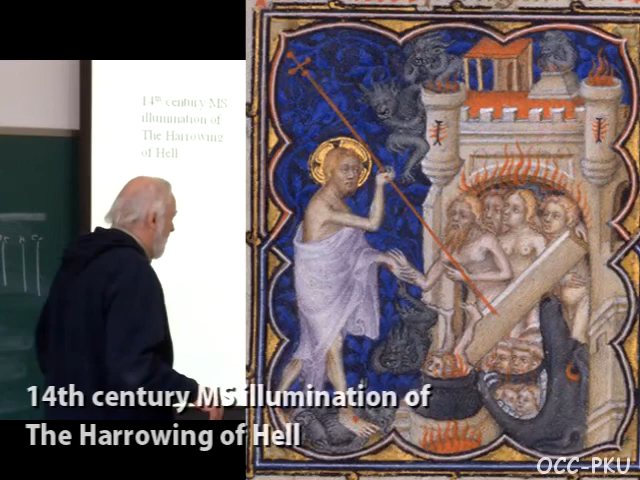 14th century MS
illumination of
The Harrowing
of Hell
14th century MS illumination of
The Harrowing of Hell
OCC-PKU